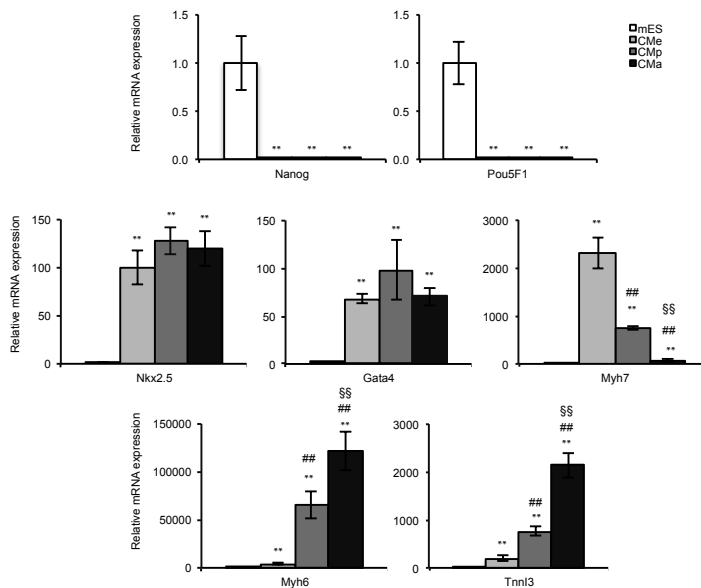 Relative mRNA expression
1.5
1.0
0.5
0.0
** ** **
Nanog
1.5
1.0
0.5
0.0
** ** **
Pou5F1
mES
CMe
CMp
CMa
Relative mRNA expression
150
100
50
0
** ** **
Nkx2.5
150
100
50
0
** ** **
Gata4
3000
2000
1000
0
**
##
**
§§
##
**
Myh7
Relative mRNA expression
150000
100000
50000
0
**
##
**
§§
##
**
Myh6
3000
2000
1000
0
**
##
**
§§
##
**
TnnI3